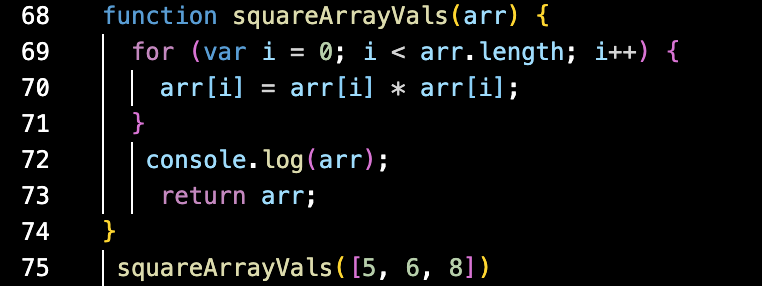 68 function squareArrayVals(arr) {
69 for (var i = 0; i < arr.length; i++) {
70 arr[i] = arr[i] * arr[i];
71 }
72 console.log(arr);
73 return arr;
74 }
75 squareArrayVals([5, 6, 8])